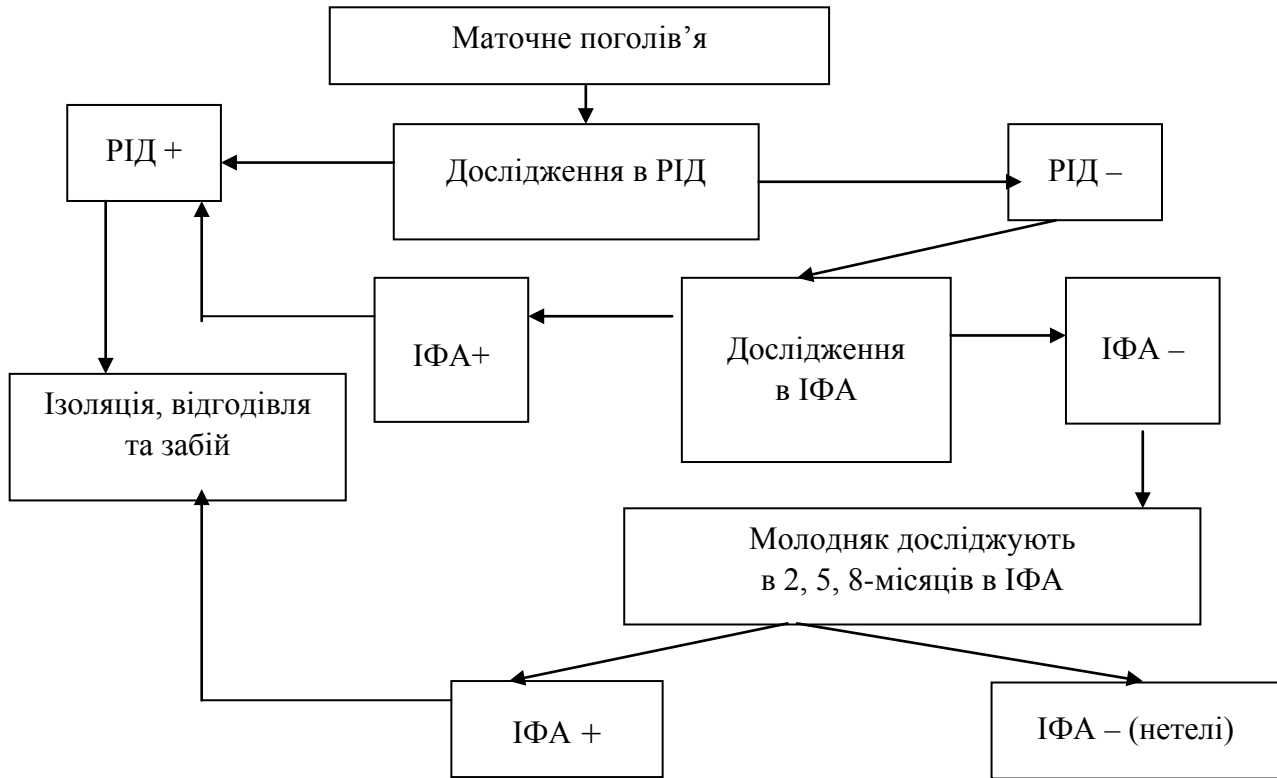 Маточне поголів’я
РІД +
Дослідження в РІД
РІД –
ІФА+
Дослідження
в ІФА
ІФА –
Ізоляція, відгодівля
та забій
Молодняк досліджують
в 2, 5, 8-місяців в ІФА
ІФА +
ІФА – (нетелі)